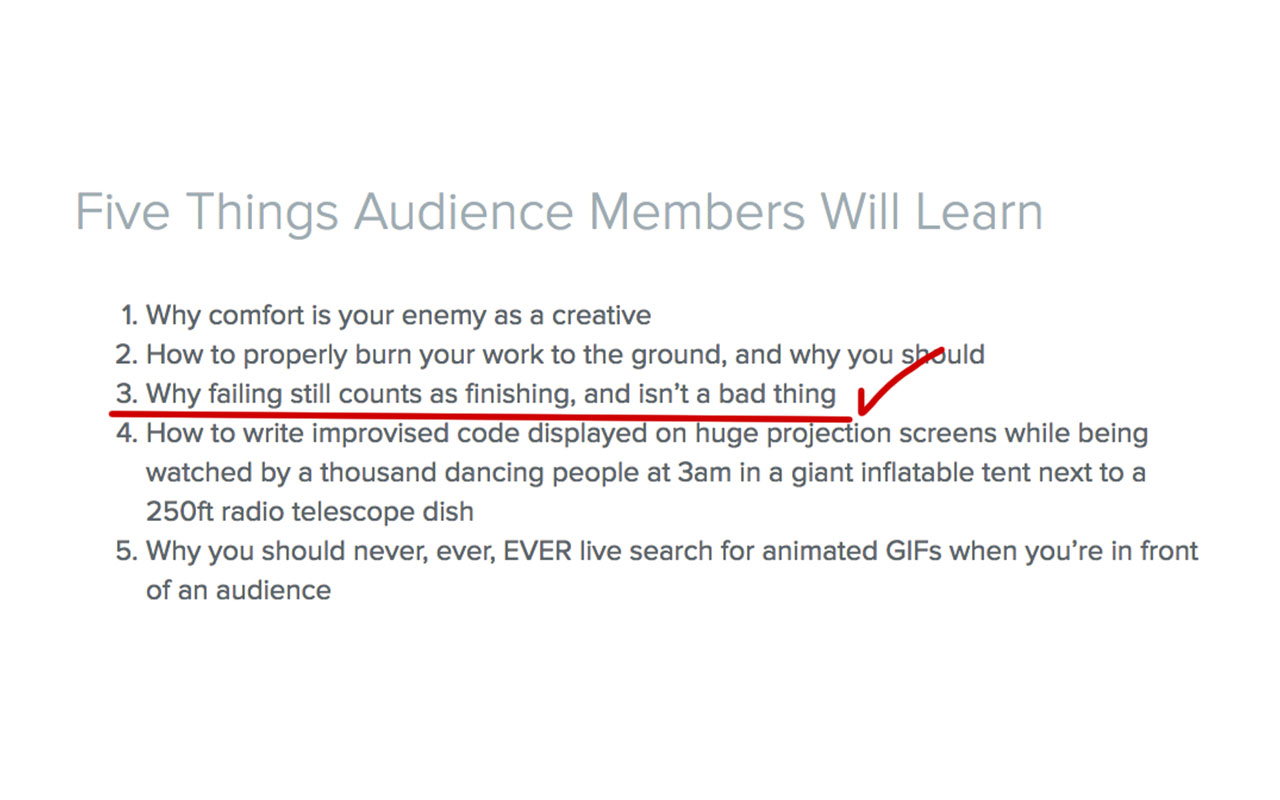 Five Things Audience Members Will Learn
1. Why comfort is your enemy as a creative
2. How to properly burn your work to the ground, and why you should
3. Why failing still counts as finishing, and isn’t a bad thing
4. How to write improvised code displayed on huge projection screens while being
watched by a thousand dancing people at 3am in a giant inflatable tent next to a
250ft radio telescope dish
5. Why you should never, ever, EVER live search for animated GIFs when you’re in front
of an audience